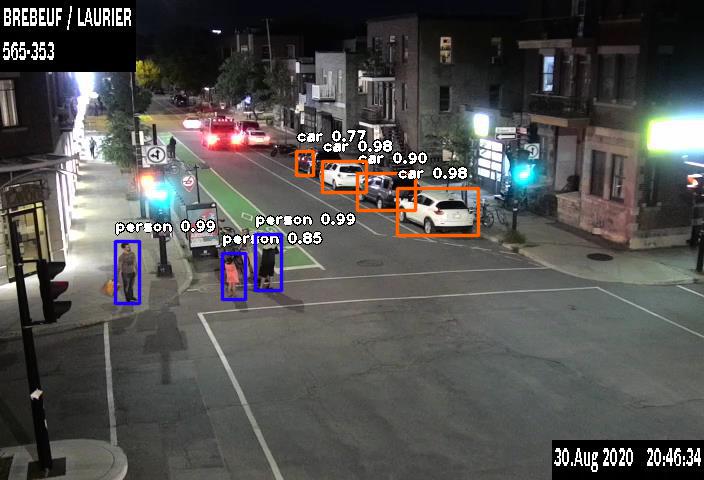 BREBEUF / LAURIER
565-353
car 0.77
car 0.98
car 0.90
car 0.98
person 0.99
person 0.99
person 0.85
30.Aug 2020 20:46:34